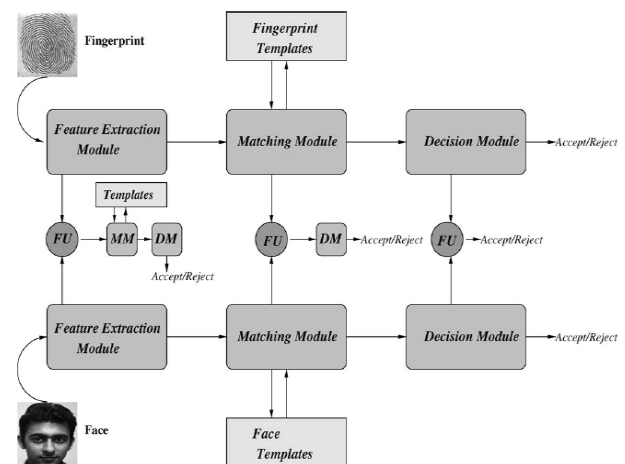 Fingerprint
Fingerprint
Templates
Feature Extraction
Module
Matching Module
Decision Module
Accept/Reject
Templates
FU
MM
DM
Accept/Reject
FU
DM
Accept/Reject
FU
Accept/Reject
Feature Extraction
Module
Matching Module
Decision Module
Accept/Reject
Face
Face
Templates